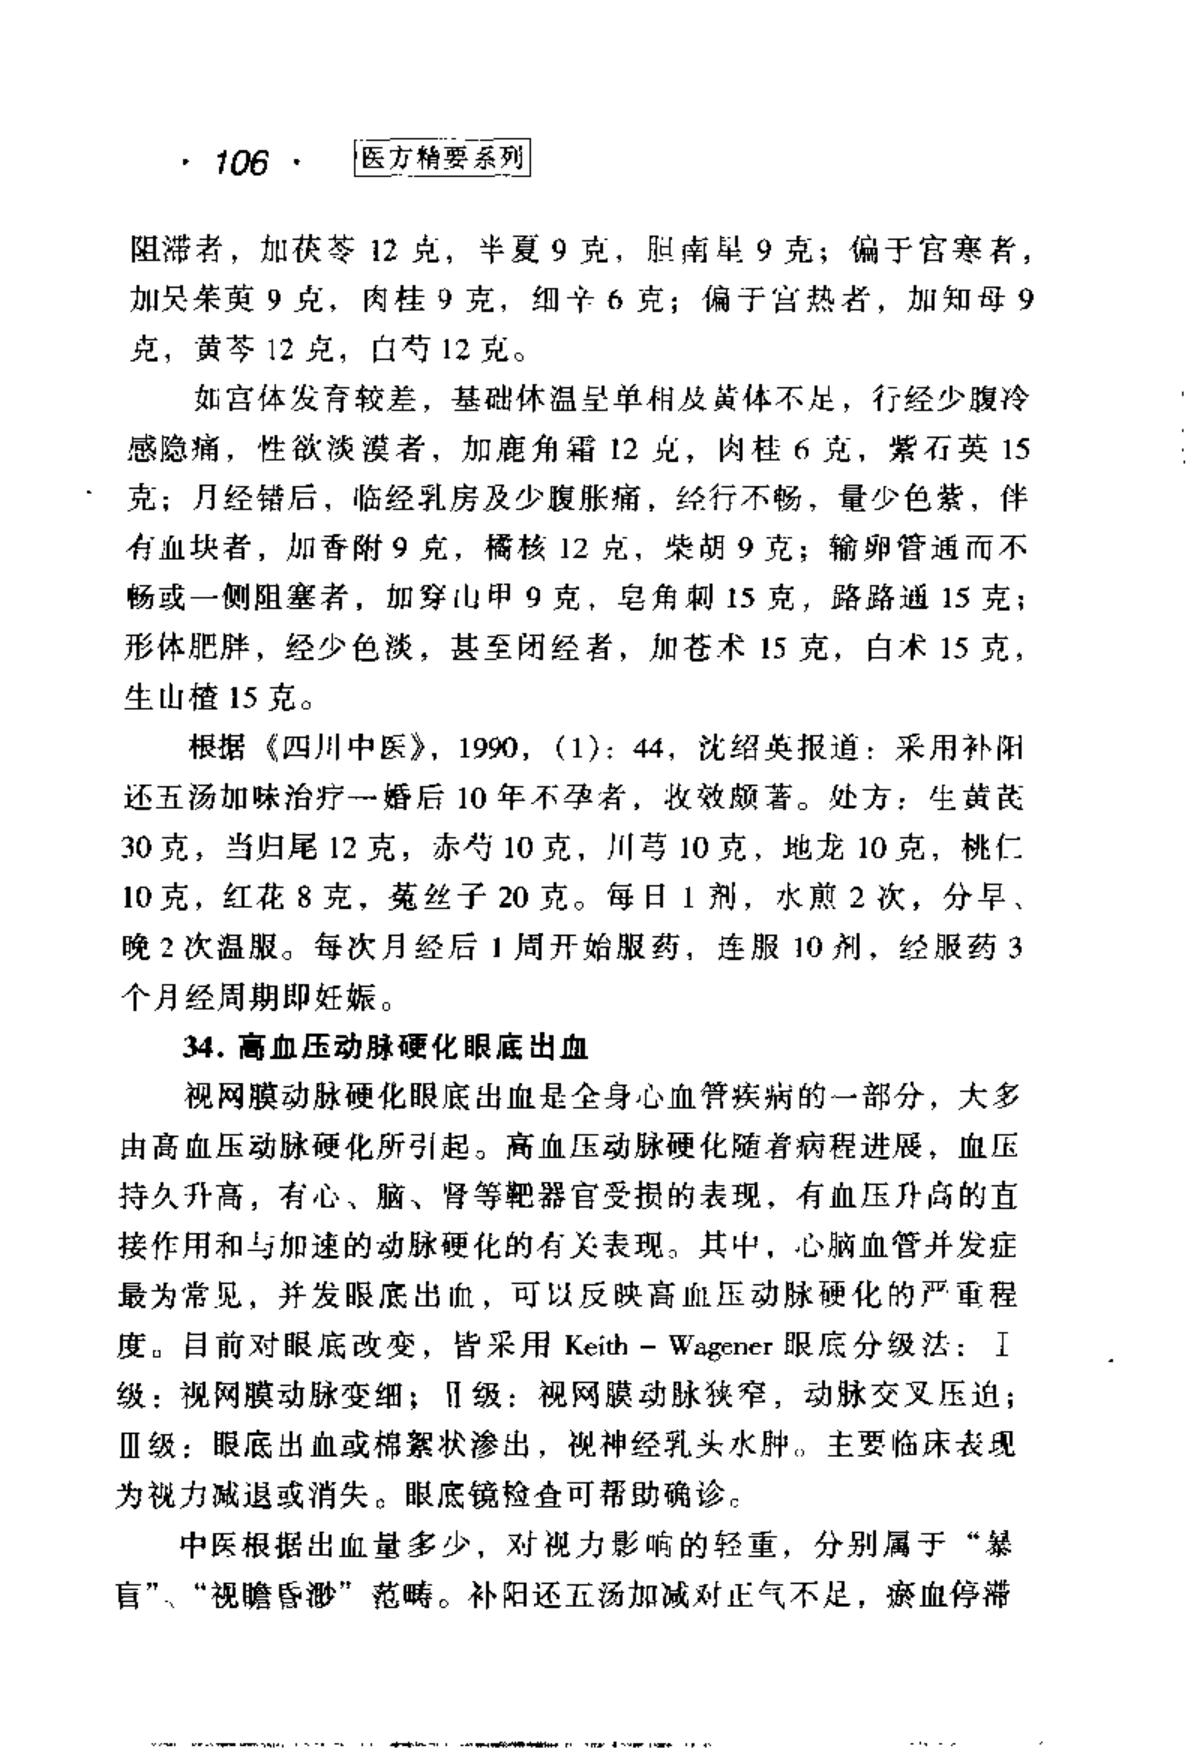 · 106 · 医方精要系列
阻滞者，加茯苓 12 克，半夏 9 克，胆南星 9 克；偏于宫寒者，
加吴茱萸 9 克，肉桂 9 克，细辛 6 克；偏于宫热者，加知母 9
克，黄芩 12 克，白芍 12 克。
如宫体发育较差，基础体温呈单相及黄体不足，行经少腹冷
感隐痛，性欲淡漠者，加鹿角霜 12 克，肉桂 6 克，紫石英 15
克；月经错后，临经乳房及少腹胀痛，经行不畅，量少色紫，伴
有血块者，加香附 9 克，橘核 12 克，柴胡 9 克；输卵管通而不
畅或一侧阻塞者，加穿山甲 9 克，皂角刺 15 克，路路通 15 克；
形体肥胖，经少色淡，甚至闭经者，加苍术 15 克，白术 15 克，
生山楂 15 克。
根据《四川中医》，1990，（1）：44，沈绍英报道：采用补阳
还五汤加味治疗一婚后 10 年不孕者，收效颇著。处方：生黄芪
30 克，当归尾 12 克，赤芍 10 克，川芎 10 克，地龙 10 克，桃仁
10 克，红花 8 克，菟丝子 20 克。每日 1 剂，水煎 2 次，分早、
晚 2 次温服。每次月经后 1 周开始服药，连服 10 剂，经服药 3
个月经周期即妊娠。
34. 高血压动脉硬化眼底出血
视网膜动脉硬化眼底出血是全身心血管疾病的一部分，大多
由高血压动脉硬化所引起。高血压动脉硬化随着病程进展，血压
持久升高，有心、脑、肾等靶器官受损的表现，有血压升高的直
接作用和与加速的动脉硬化的有关表现。其中，心脑血管并发症
最为常见，并发眼底出血，可以反映高血压动脉硬化的严重程
度。目前对眼底改变，皆采用 Keith – Wagener 眼底分级法：Ⅰ
级：视网膜动脉变细；Ⅱ级：视网膜动脉狭窄，动脉交叉压迫；
Ⅲ级：眼底出血或棉絮状渗出，视神经乳头水肿。主要临床表现
为视力减退或消失。眼底镜检查可帮助确诊。
中医根据出血量多少，对视力影响的轻重，分别属于“暴
盲”、“视瞻昏渺”范畴。补阳还五汤加减对正气不足，瘀血停滞